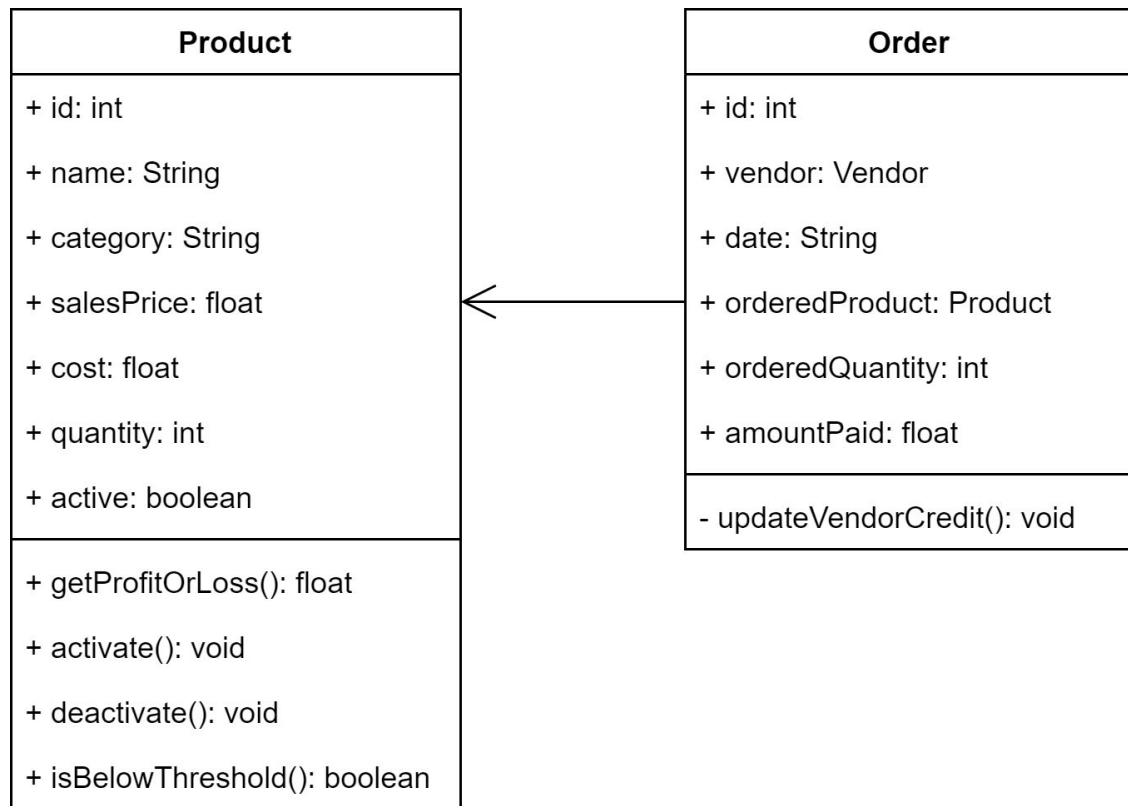 Product
+ id: int
+ name: String
+ category: String
+ salesPrice: float
+ cost: float
+ quantity: int
+ active: boolean
+ getProfitOrLoss(): float
+ activate(): void
+ deactivate(): void
+ isBelowThreshold(): boolean
Order
+ id: int
+ vendor: Vendor
+ date: String
+ orderedProduct: Product
+ orderedQuantity: int
+ amountPaid: float
- updateVendorCredit(): void